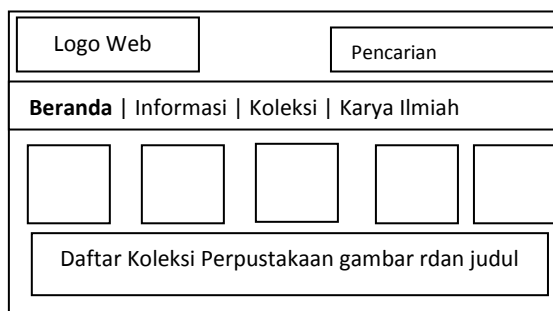 Logo Web
Pencarian
Beranda | Informasi | Koleksi | Karya Ilmiah
Daftar Koleksi Perpustakaan gambar rdan judul